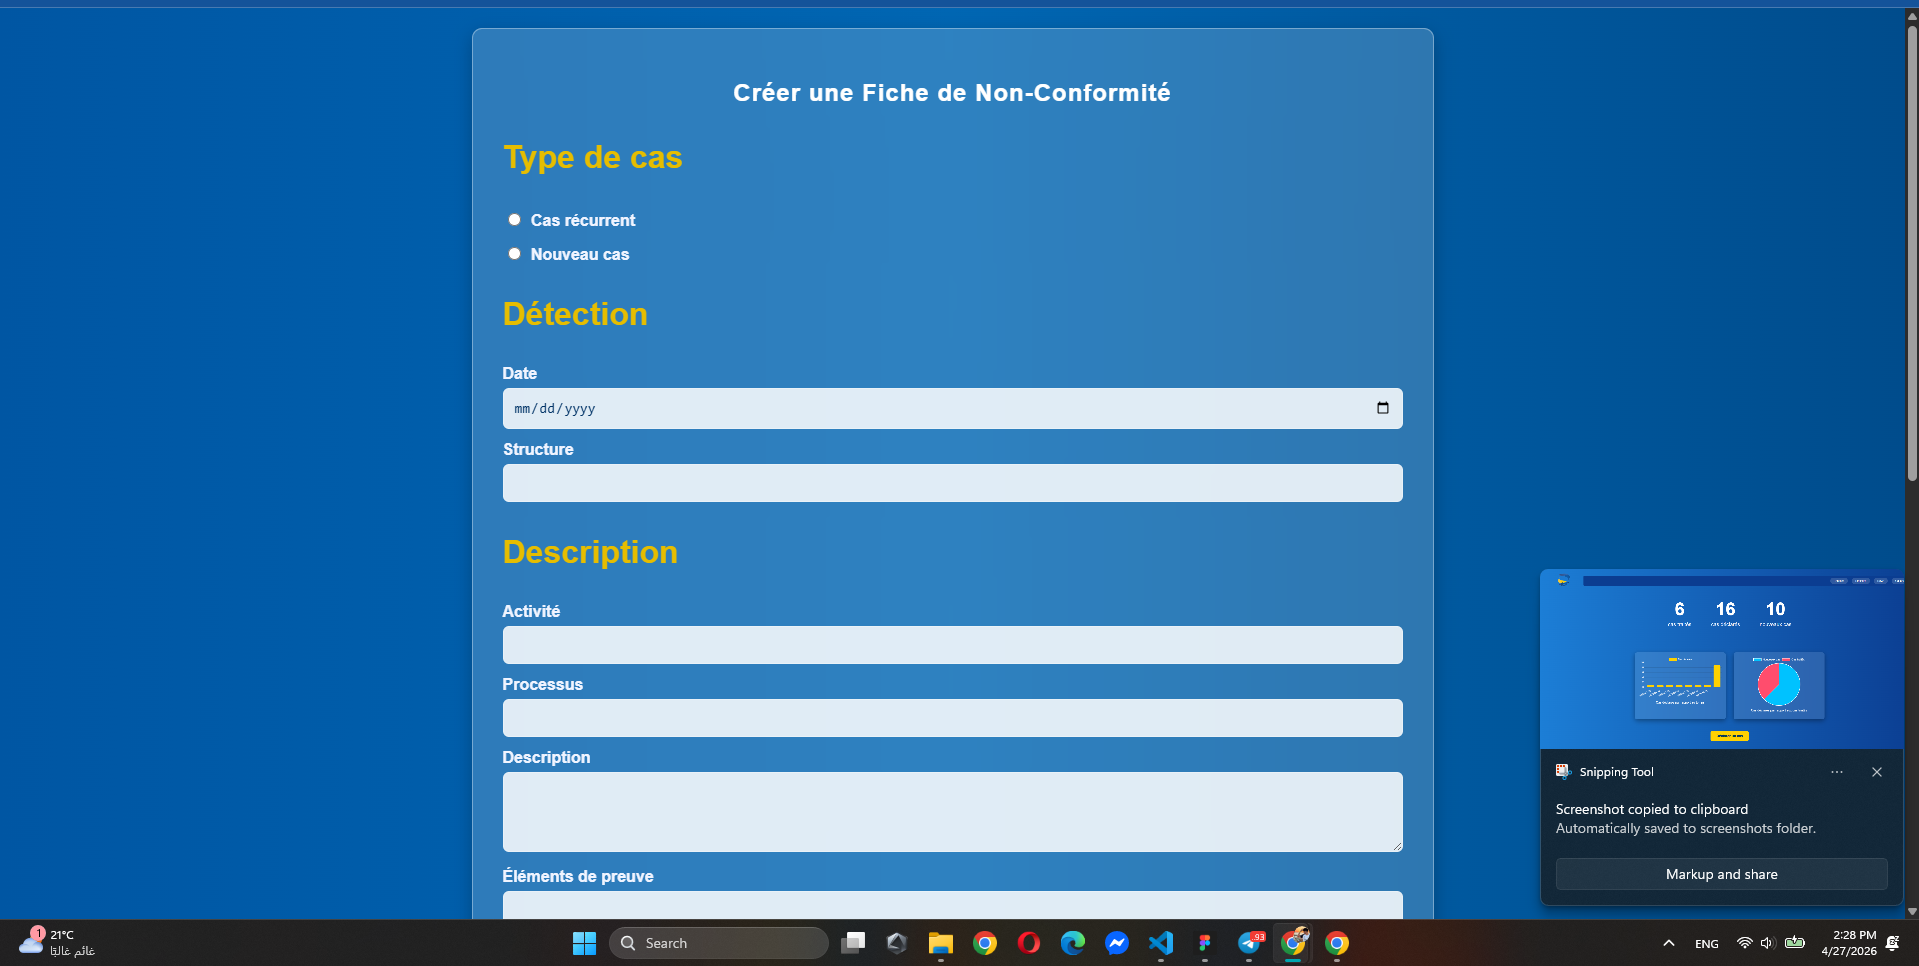 Créer une Fiche de Non-Conformité
Type de cas
Cas récurrent
Nouveau cas
Détection
Date
mm/dd/yyyy
Structure
Description
Activité
Processus
Description
Éléments de preuve
6 16 10
Snipping Tool
Screenshot copied to clipboard
Automatically saved to screenshots folder.
Markup and share
1
21°C
غائم غالبًا
Search
93
ENG
2:28 PM
4/27/2026